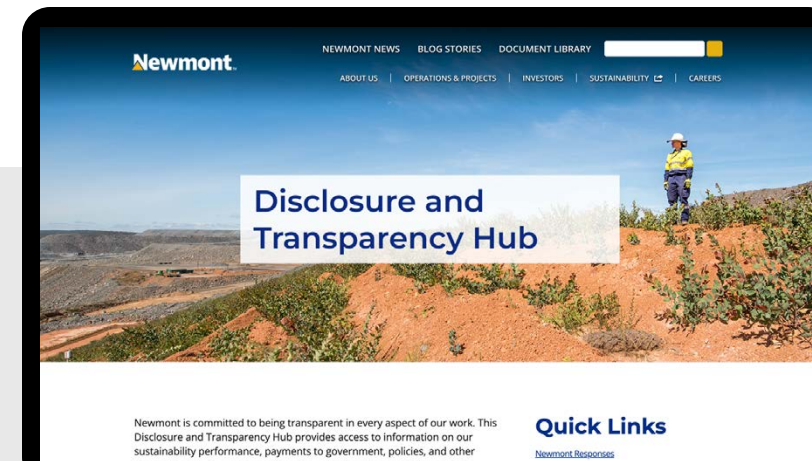 Newmont
NEWMONT NEWS BLOG STORIES DOCUMENT LIBRARY
ABOUT US | OPERATIONS & PROJECTS | INVESTORS | SUSTAINABILITY | CAREERS
Disclosure and
Transparency Hub
Newmont is committed to being transparent in every aspect of our work. This
Disclosure and Transparency Hub provides access to information on our
sustainability performance, payments to government, policies, and other
Quick Links
Newmont Responses